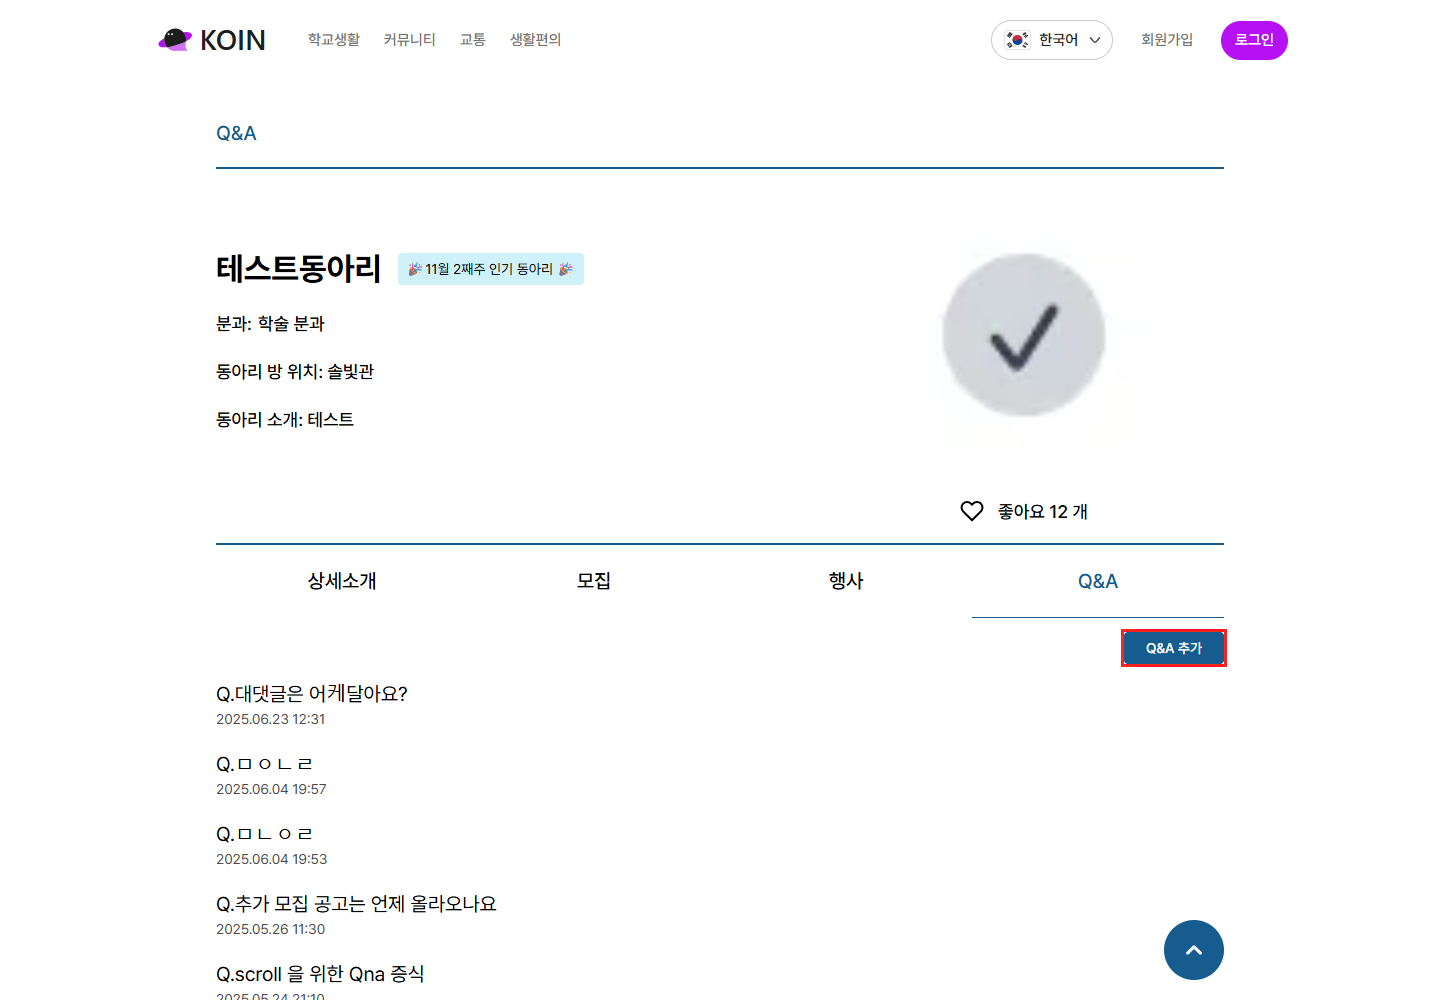 KOIN 학교생활 커뮤니티 교통 생활편의 한국어 회원가입 로그인
Q&A
테스트동아리 🎉 11월 2째주 인기 동아리 🎉
분과: 학술 분과
동아리 방 위치: 솔빛관
동아리 소개: 테스트
좋아요 12 개
상세소개 모집 행사 Q&A
Q&A 추가
Q.대댓글은 어케달아요?
2025.06.23 12:31
Q.ㅁㅇㄴㄹ
2025.06.04 19:57
Q.ㅁㄴㅇㄹ
2025.06.04 19:53
Q.추가 모집 공고는 언제 올라오나요
2025.05.26 11:30
Q.scroll 을 위한 Qna 증식
2025.05.24 21:10